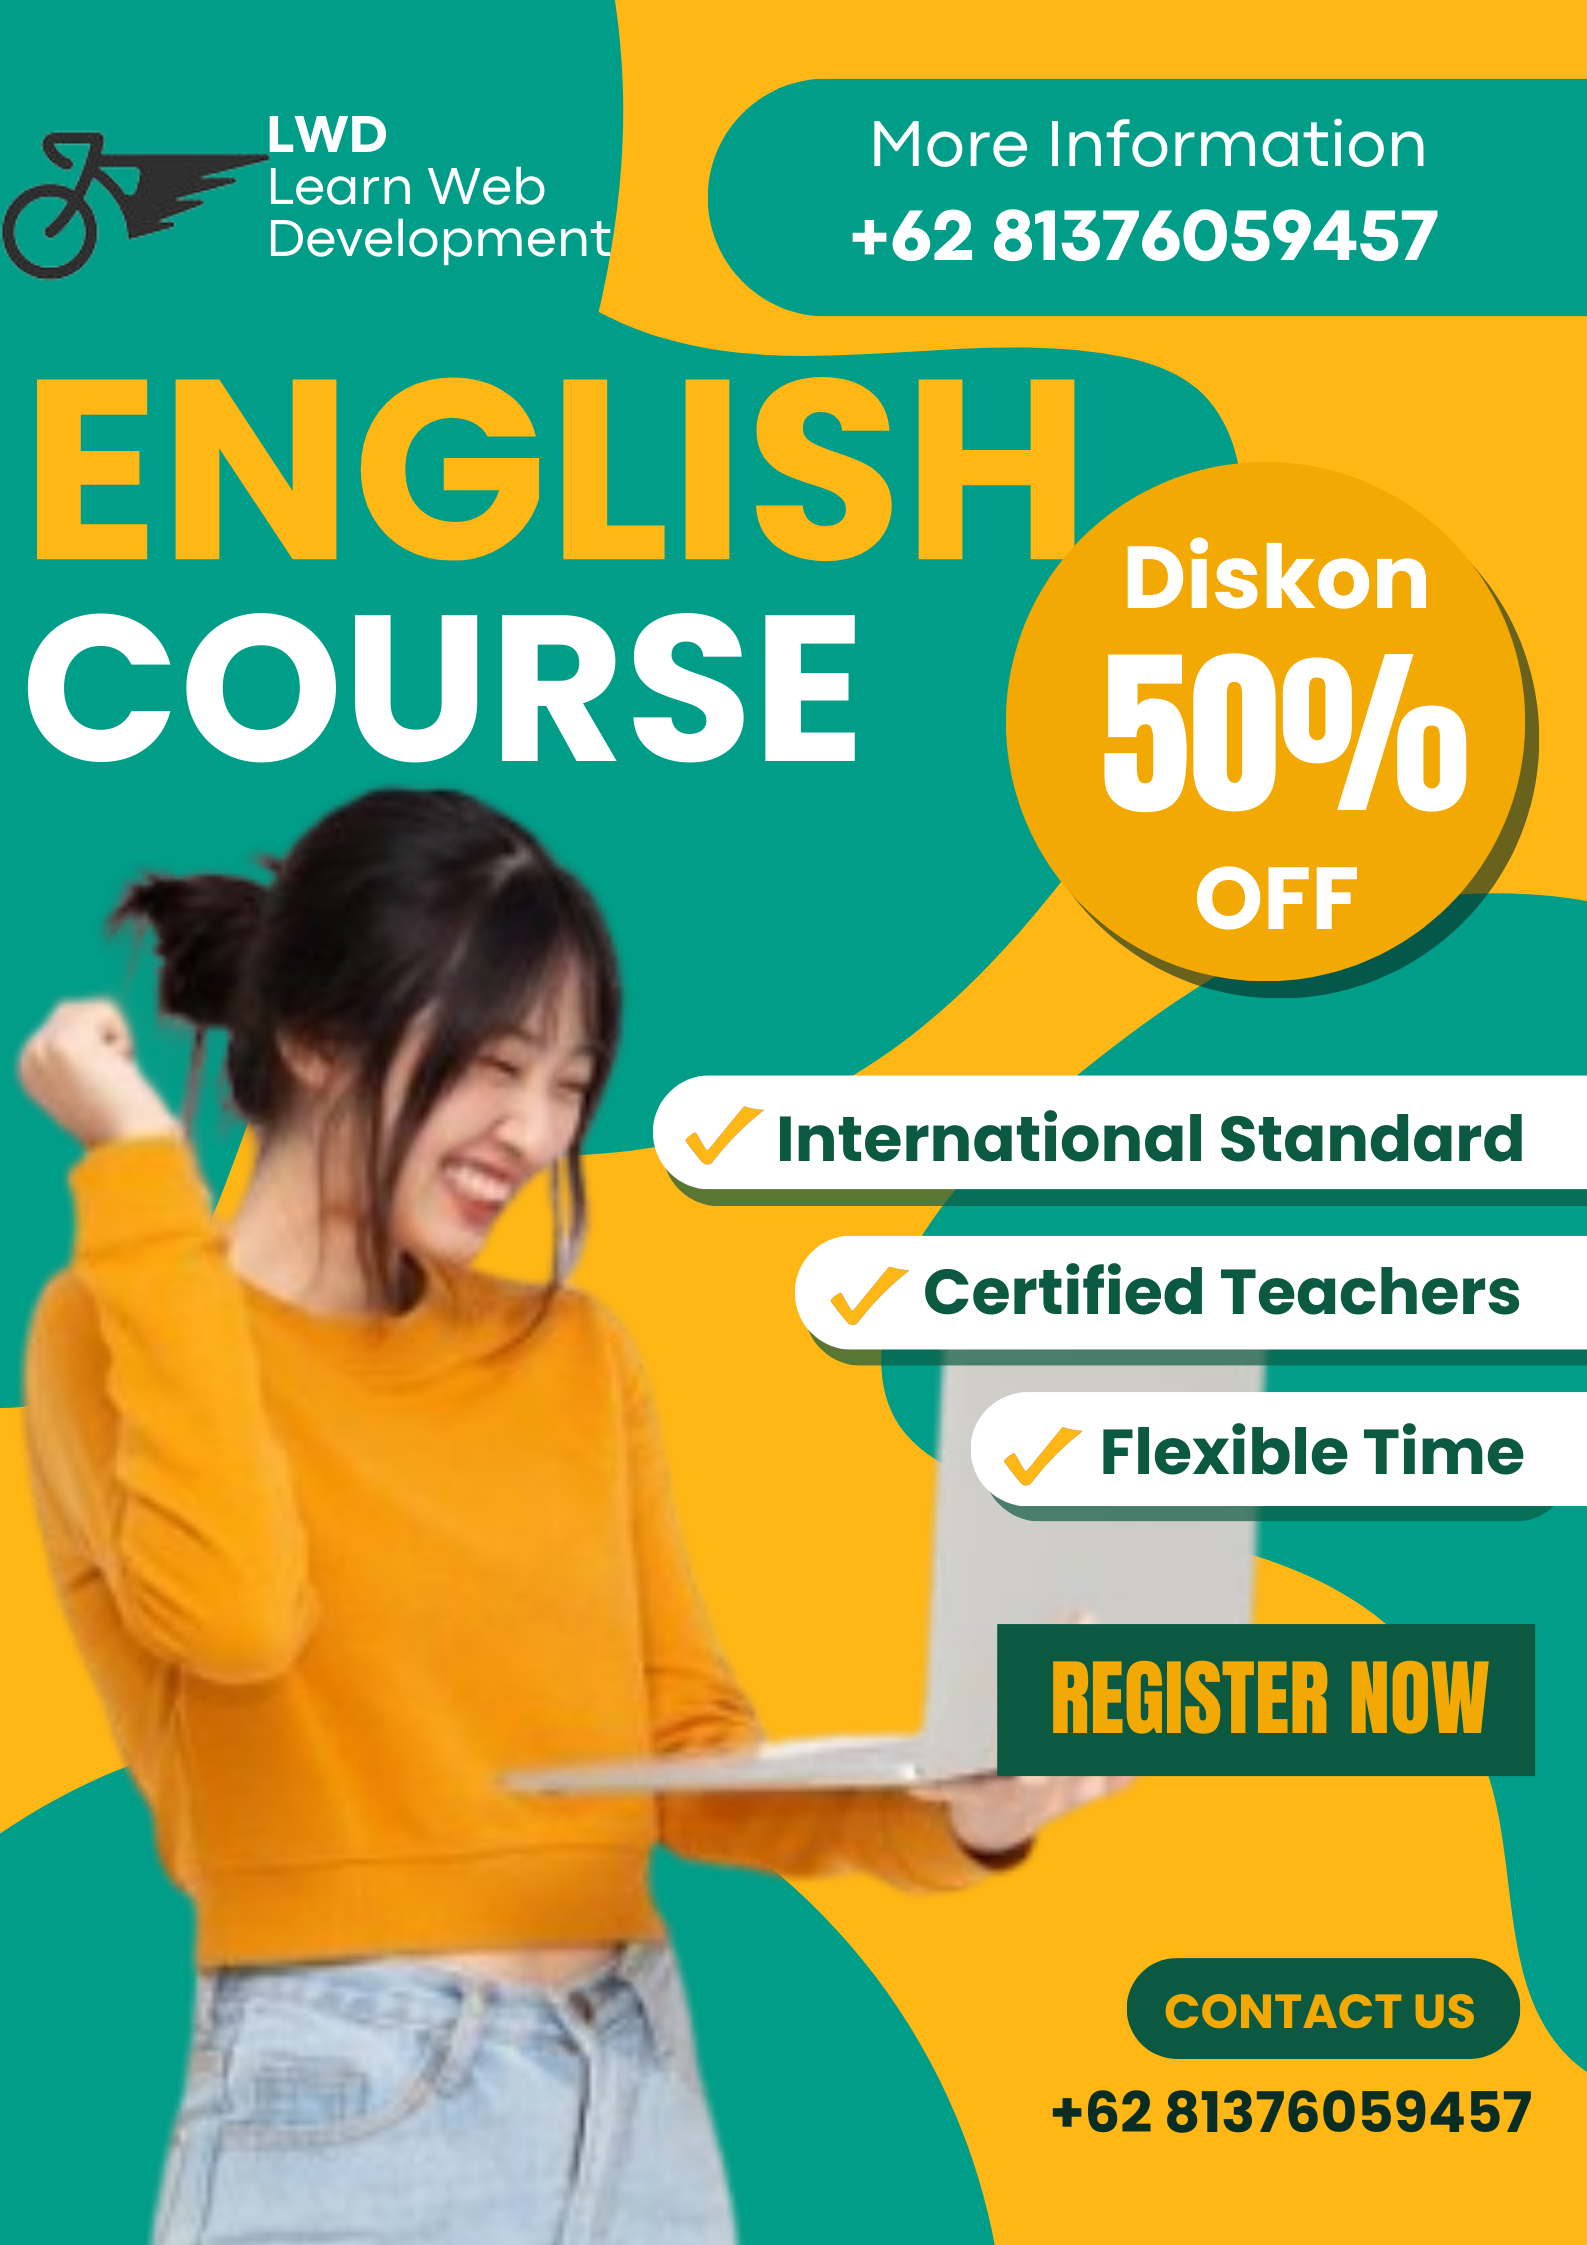 LWD
Learn Web
Development
More Information
+62 81376059457
ENGLISH
COURSE
Diskon
50%
OFF
International Standard
Certified Teachers
Flexible Time
REGISTER NOW
CONTACT US
+62 81376059457